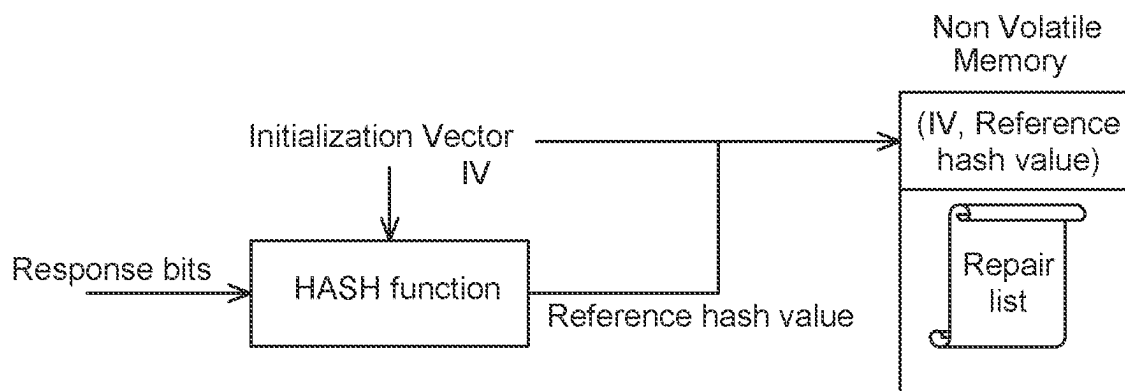 Non Volatile
Memory
Initialization Vector
IV
(IV, Reference
hash value)
Response bits
HASH function
Reference hash value
Repair
list